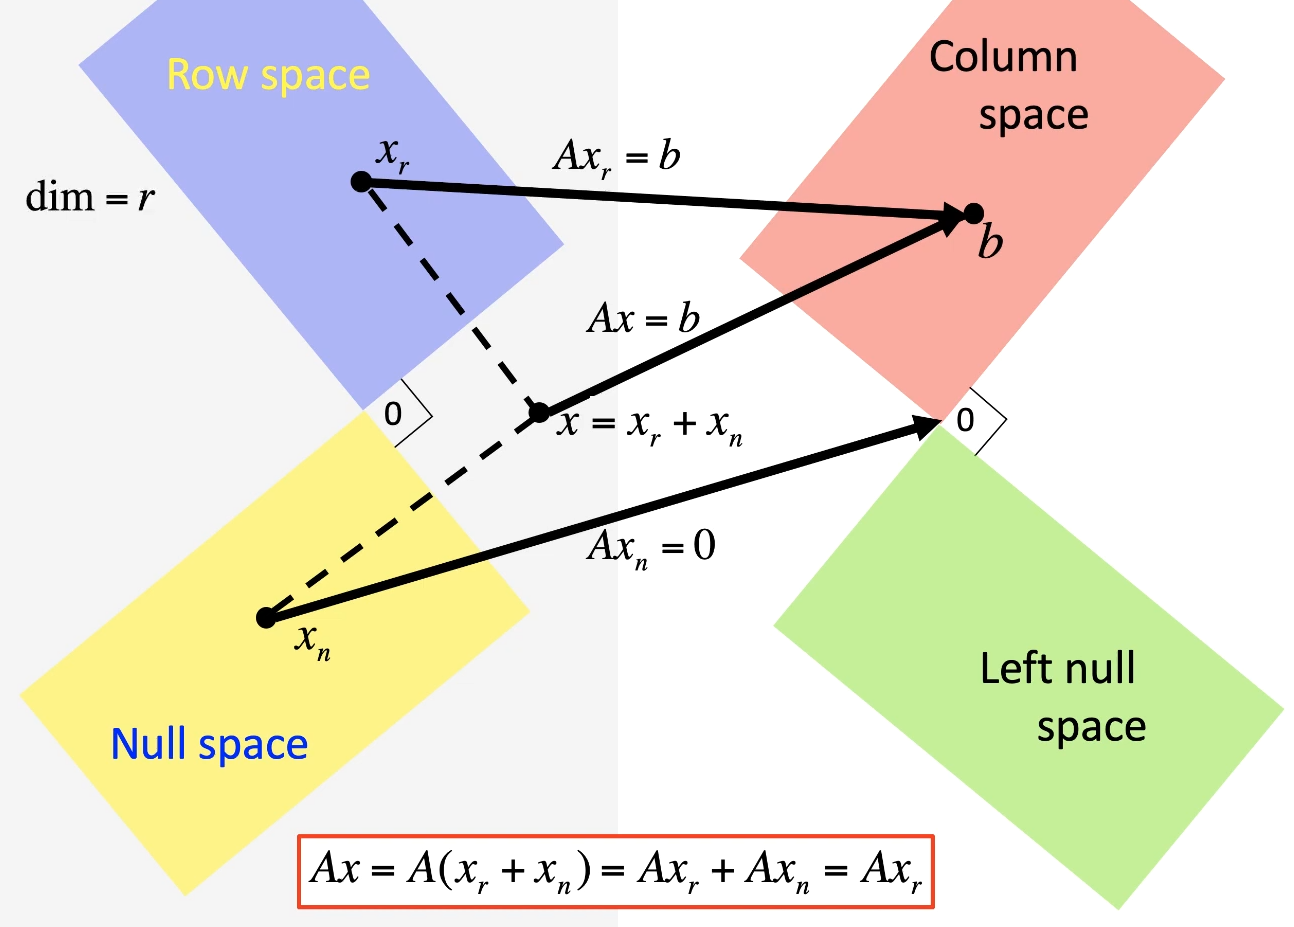 Row space
Column
space
x_r
Ax_r = b
dim = r
b
Ax = b
0
x = x_r + x_n
0
Ax_n = 0
x_n
Left null
space
Null space
Ax = A(x_r + x_n) = Ax_r + Ax_n = Ax_r